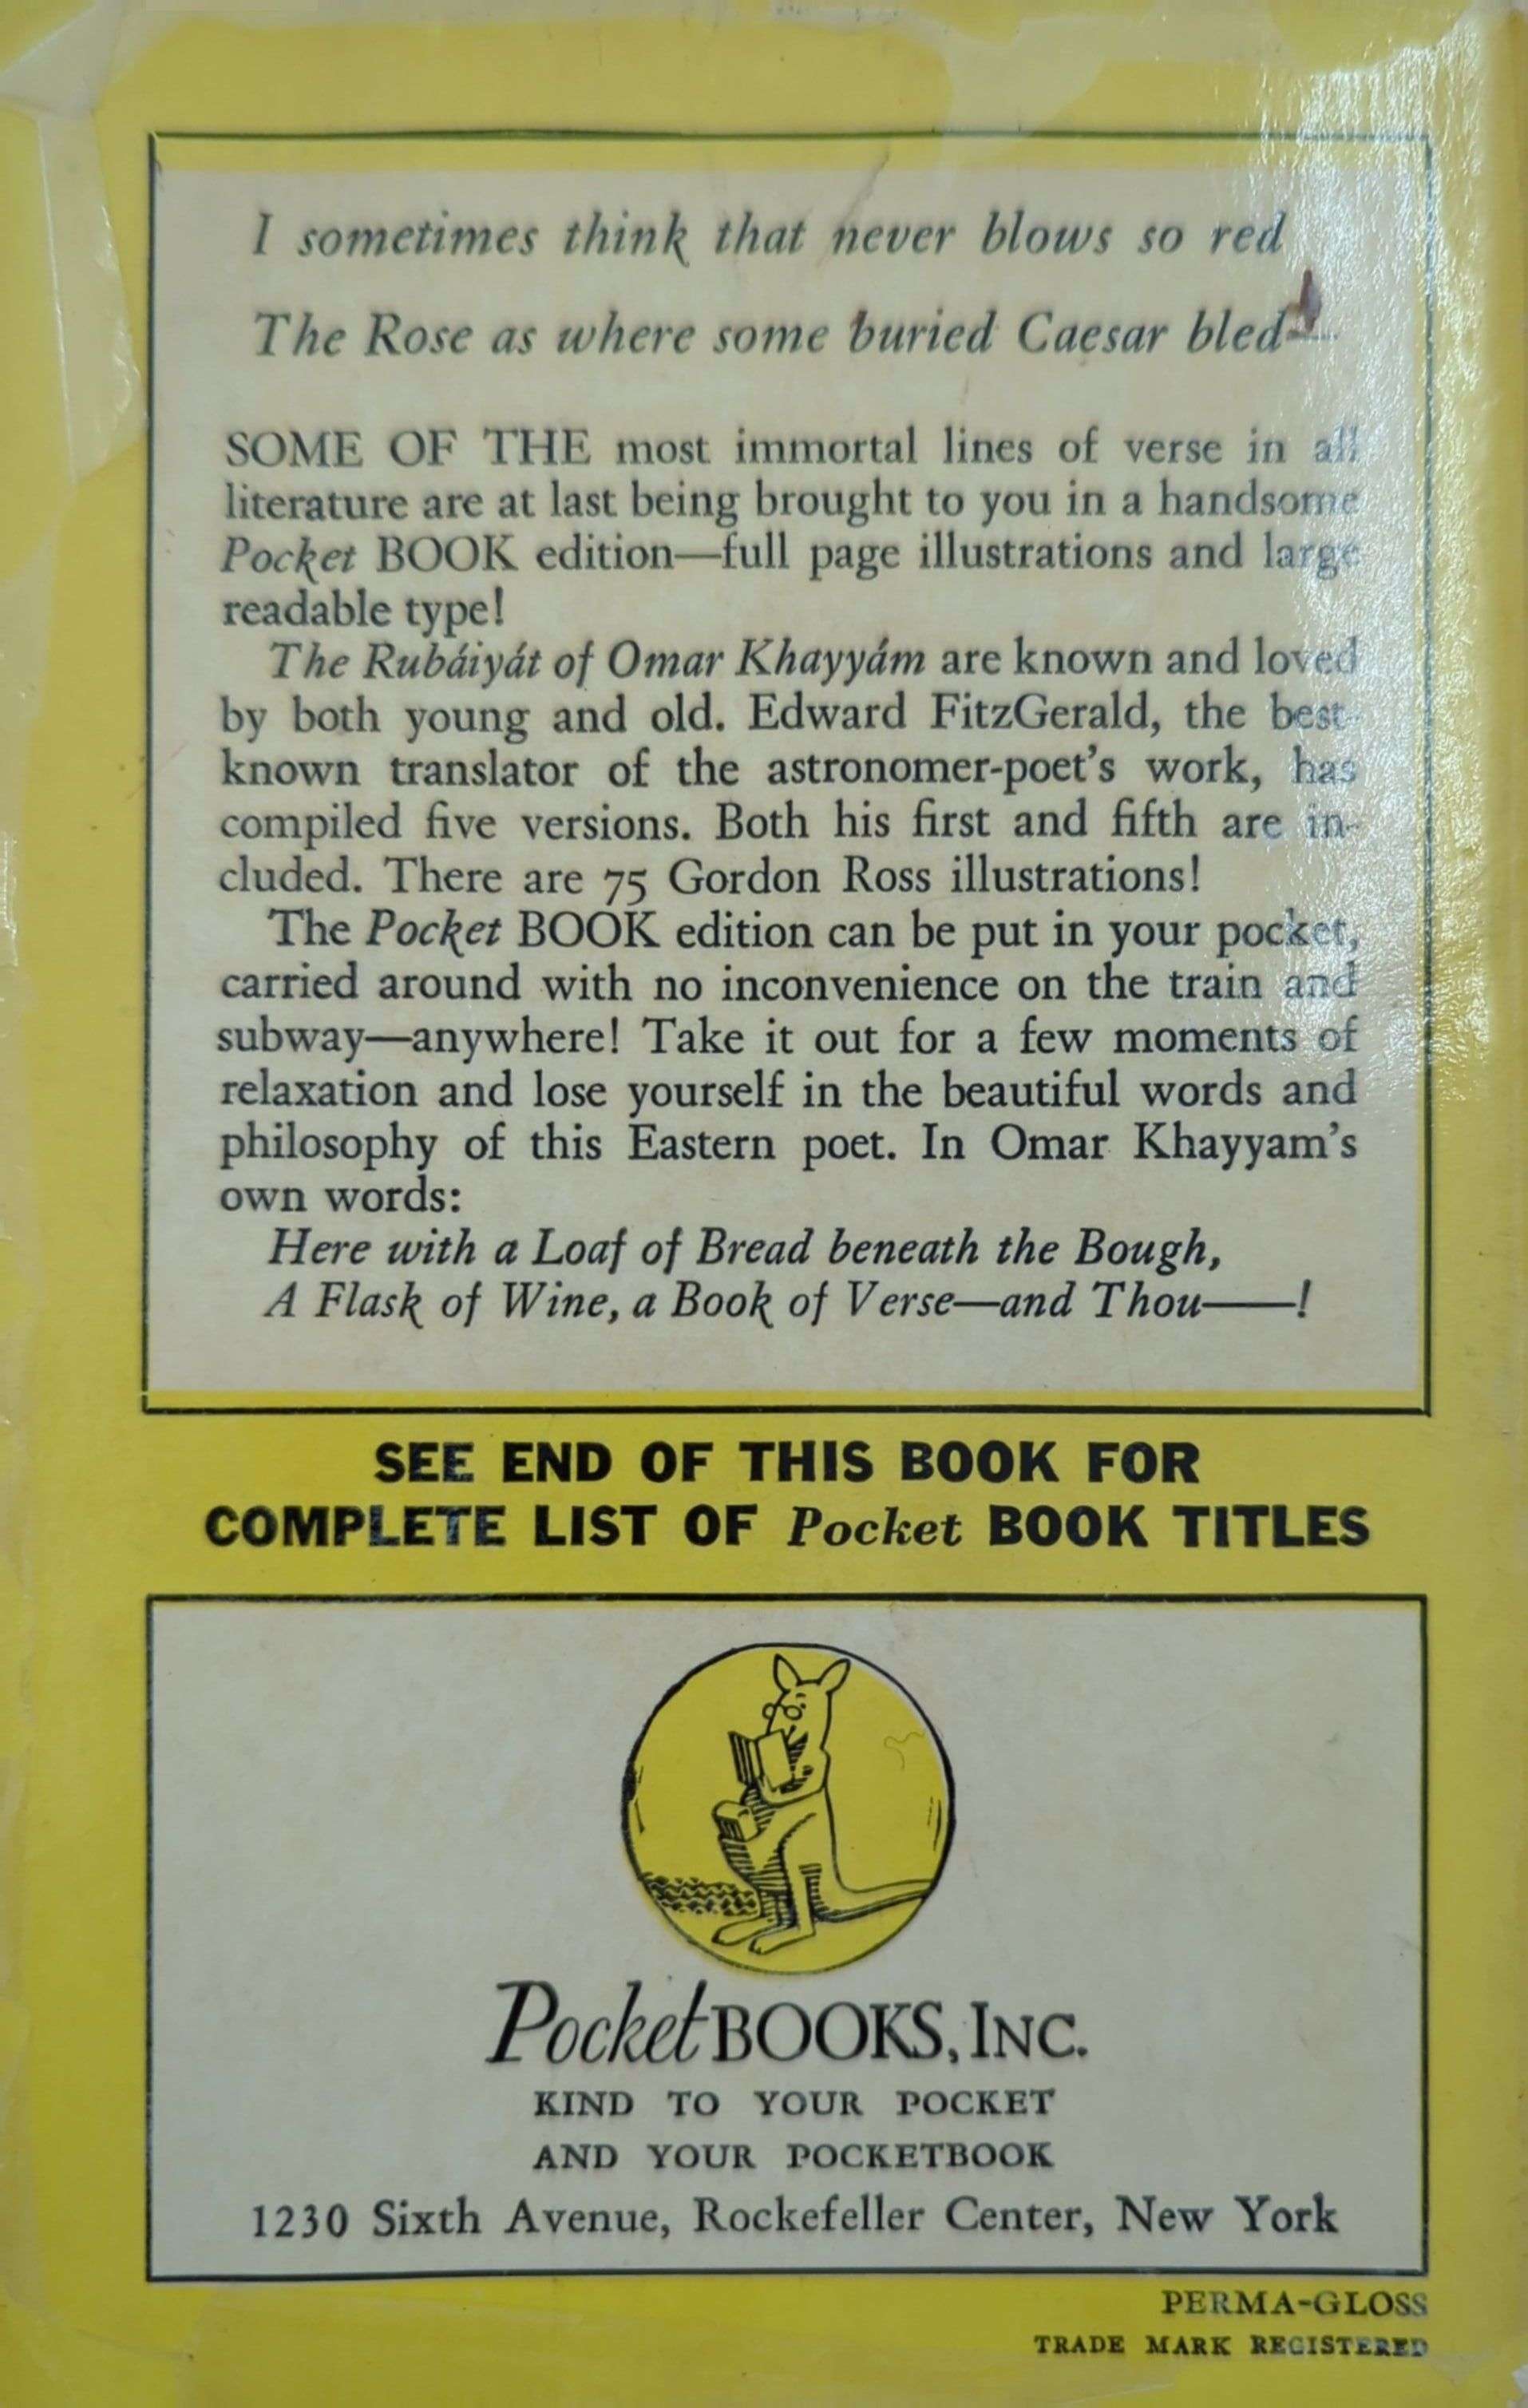 I sometimes think that never blows so red
The Rose as where some buried Caesar bled
SOME OF THE most immortal lines of verse in all
literature are at last being brought to you in a handsome
Pocket BOOK edition—full page illustrations and large
readable type!
The Rubáiyát of Omar Khayyám are known and loved
by both young and old. Edward FitzGerald, the best-
known translator of the astronomer-poet's work, has
compiled five versions. Both his first and fifth are in-
cluded. There are 75 Gordon Ross illustrations!
The Pocket BOOK edition can be put in your pocket,
carried around with no inconvenience on the train and
subway—anywhere! Take it out for a few moments of
relaxation and lose yourself in the beautiful words and
philosophy of this Eastern poet. In Omar Khayyam's
own words:
Here with a Loaf of Bread beneath the Bough,
A Flask of Wine, a Book of Verse—and Thou——!
SEE END OF THIS BOOK FOR
COMPLETE LIST OF Pocket BOOK TITLES
Pocket BOOKS, INC.
KIND TO YOUR POCKET
AND YOUR POCKETBOOK
1230 Sixth Avenue, Rockefeller Center, New York
PERMA-GLOSS
TRADE MARK REGISTERED